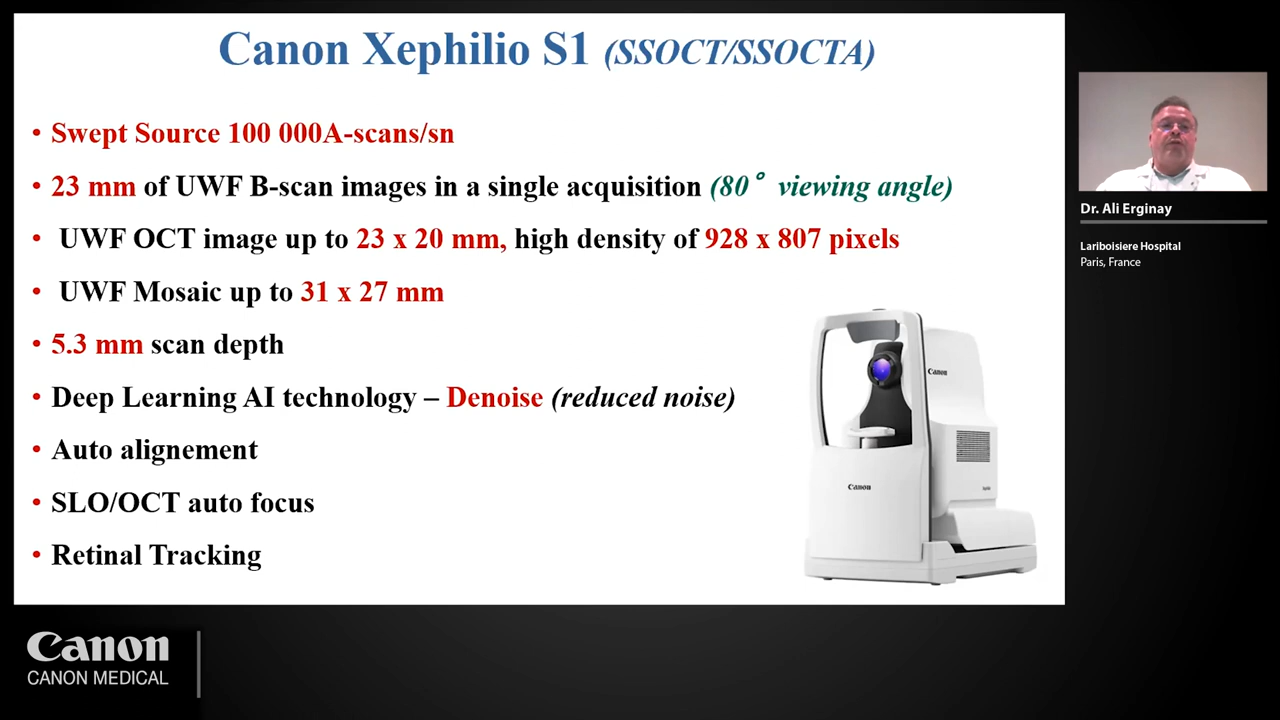 Canon Xephilio S1 (SSOCT/SSOCTA)
• Swept Source 100 000A-scans/sn
• 23 mm of UWF B-scan images in a single acquisition (80° viewing angle)
• UWF OCT image up to 23 x 20 mm, high density of 928 x 807 pixels
• UWF Mosaic up to 31 x 27 mm
• 5.3 mm scan depth
• Deep Learning AI technology – Denoise (reduced noise)
• Auto alignement
• SLO/OCT auto focus
• Retinal Tracking
Canon
Canon
Dr. Ali Erginay
Lariboisiere Hospital
Paris, France
Canon
CANON MEDICAL